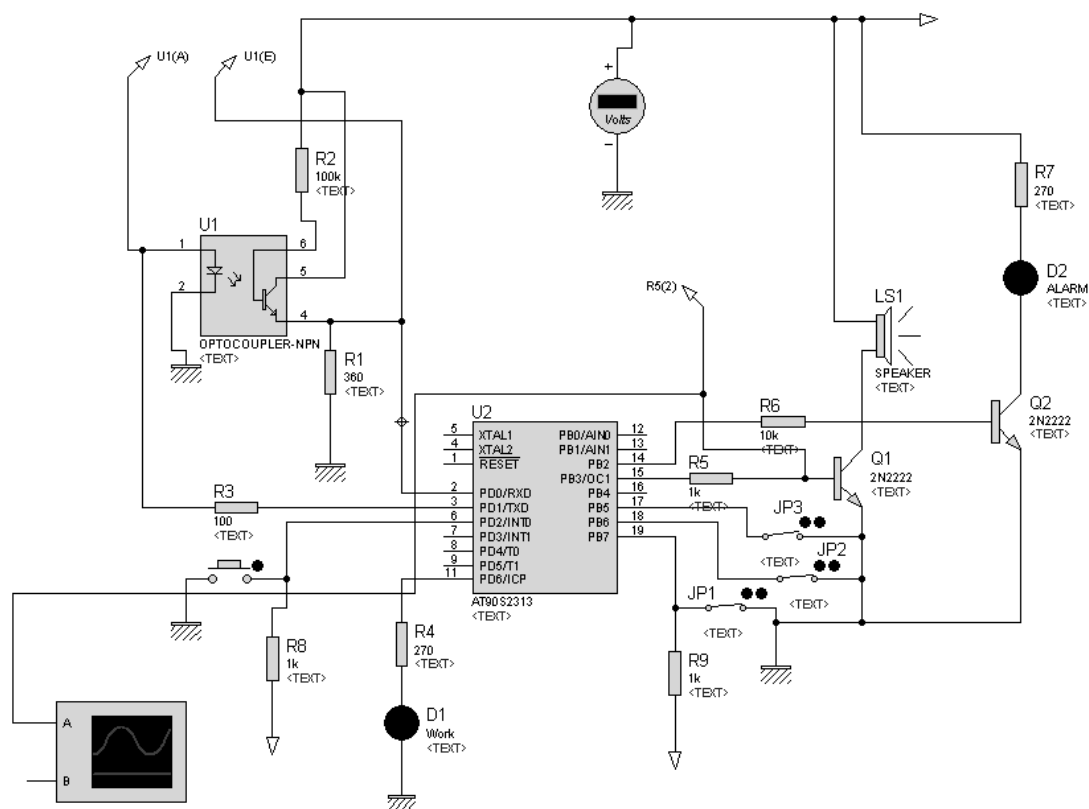 U1(A)
U1(E)
+
Volts
−
R2
100k
<TEXT>
R7
270
<TEXT>
U1
1
6
5
2
4
OPTOCOUPLER-NPN
<TEXT>
R5(2)
D2
ALARM
<TEXT>
LS1
SPEAKER
<TEXT>
R1
360
<TEXT>
U2
5 XTAL1 PB0/AIN0 12
4 XTAL2 PB1/AIN1 13
1 RESET PB2 14
PB3/OC1 15
2 PD0/RXD PB4 16
3 PD1/TXD PB5 17
6 PD2/INT0 PB6 18
7 PD3/INT1 PB7 19
8 PD4/T0
9 PD5/T1
11 PD6/ICP
AT90S2313
<TEXT>
R6
10k
<TEXT>
Q2
2N2222
<TEXT>
R5
1k
<TEXT>
Q1
2N2222
<TEXT>
R3
100
<TEXT>
JP3
<TEXT>
JP2
<TEXT>
JP1
<TEXT>
R8
1k
<TEXT>
R4
270
<TEXT>
R9
1k
<TEXT>
D1
Work
<TEXT>
A
B